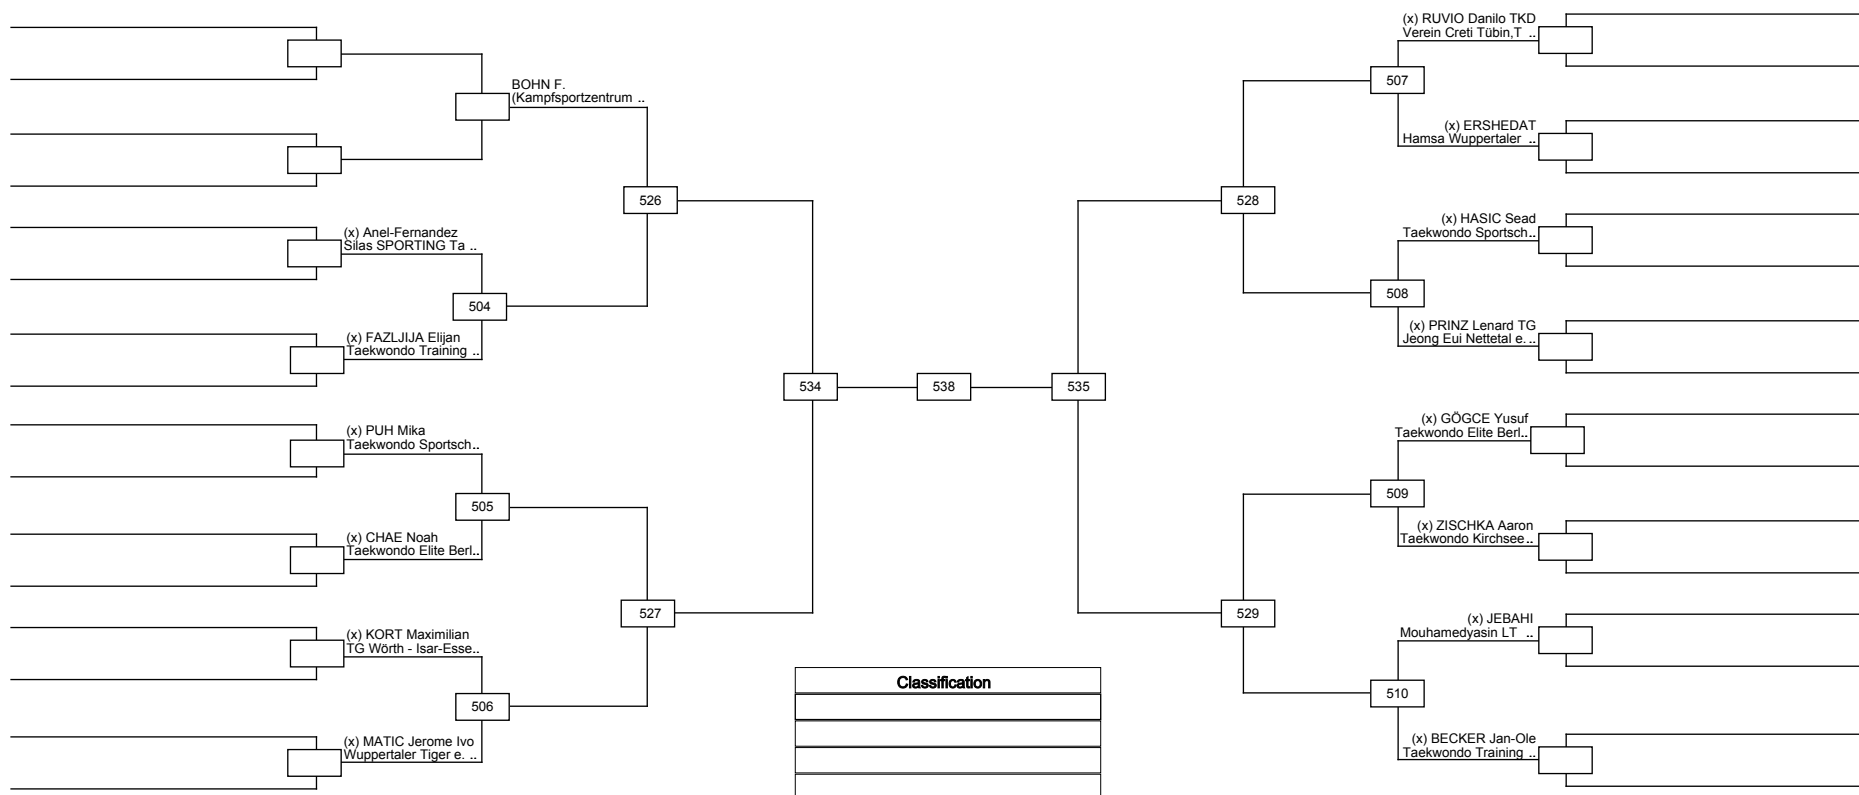 BOHN F.
(Kampfsportzentrum ..
526
(x) Anel-Fernandez
Silas SPORTING Ta ..
504
(x) FAZLJIJA Elijan
Taekwondo Training ..
534
538
535
(x) PUH Mika
Taekwondo Sportsch..
505
(x) CHAE Noah
Taekwondo Elite Berl..
527
(x) KORT Maximilian
TG Wörth - Isar-Esse..
506
(x) MATIC Jerome Ivo
Wuppertaler Tiger e. ..
Classification
(x) RUVIO Danilo TKD
Verein Creti Tübin,T ..
507
(x) ERSHEDAT
Hamsa Wuppertaler ..
528
(x) HASIC Sead
Taekwondo Sportsch..
508
(x) PRINZ Lenard TG
Jeong Eui Nettetal e. ..
(x) GÖGCE Yusuf
Taekwondo Elite Berl..
509
(x) ZISCHKA Aaron
Taekwondo Kirchsee ..
529
(x) JEBAHI
Mouhamedyasin LT ..
510
(x) BECKER Jan-Ole
Taekwondo Training ..